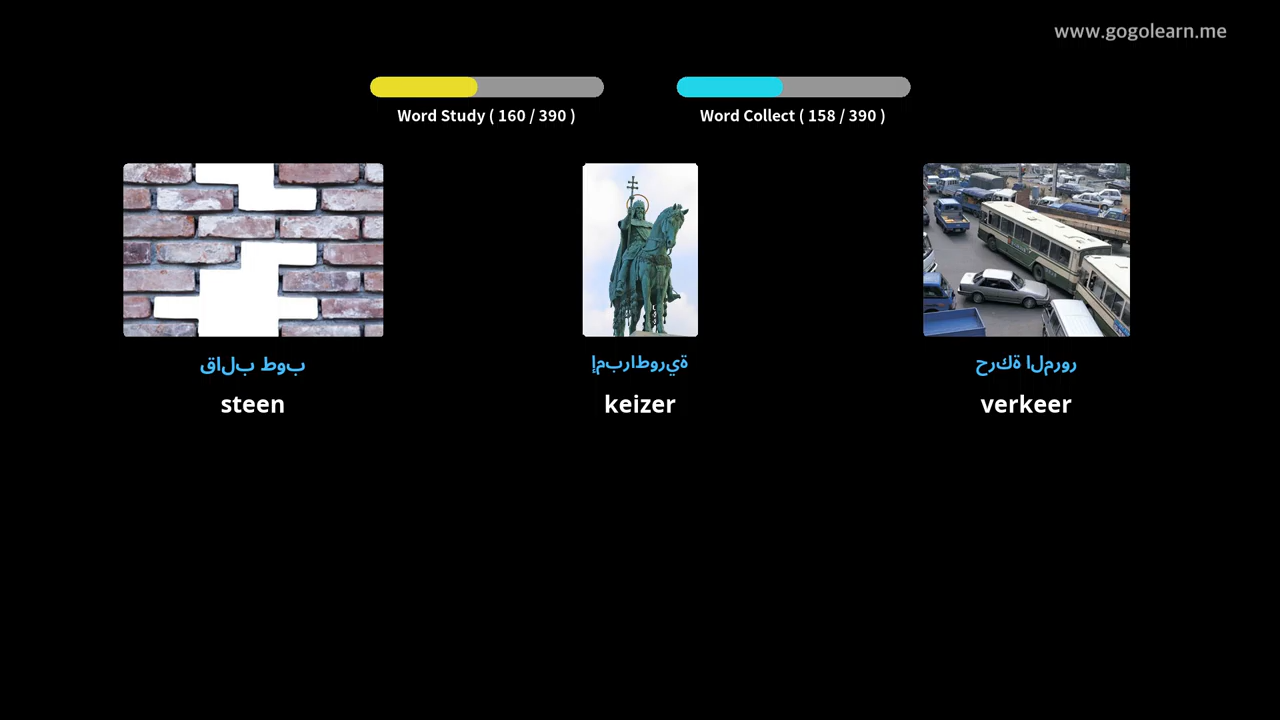 www.gogolearn.me
Word Study ( 160 / 390 )
Word Collect ( 158 / 390 )
قالب طوب
إمبراطورية
حركة المرور
steen
keizer
verkeer